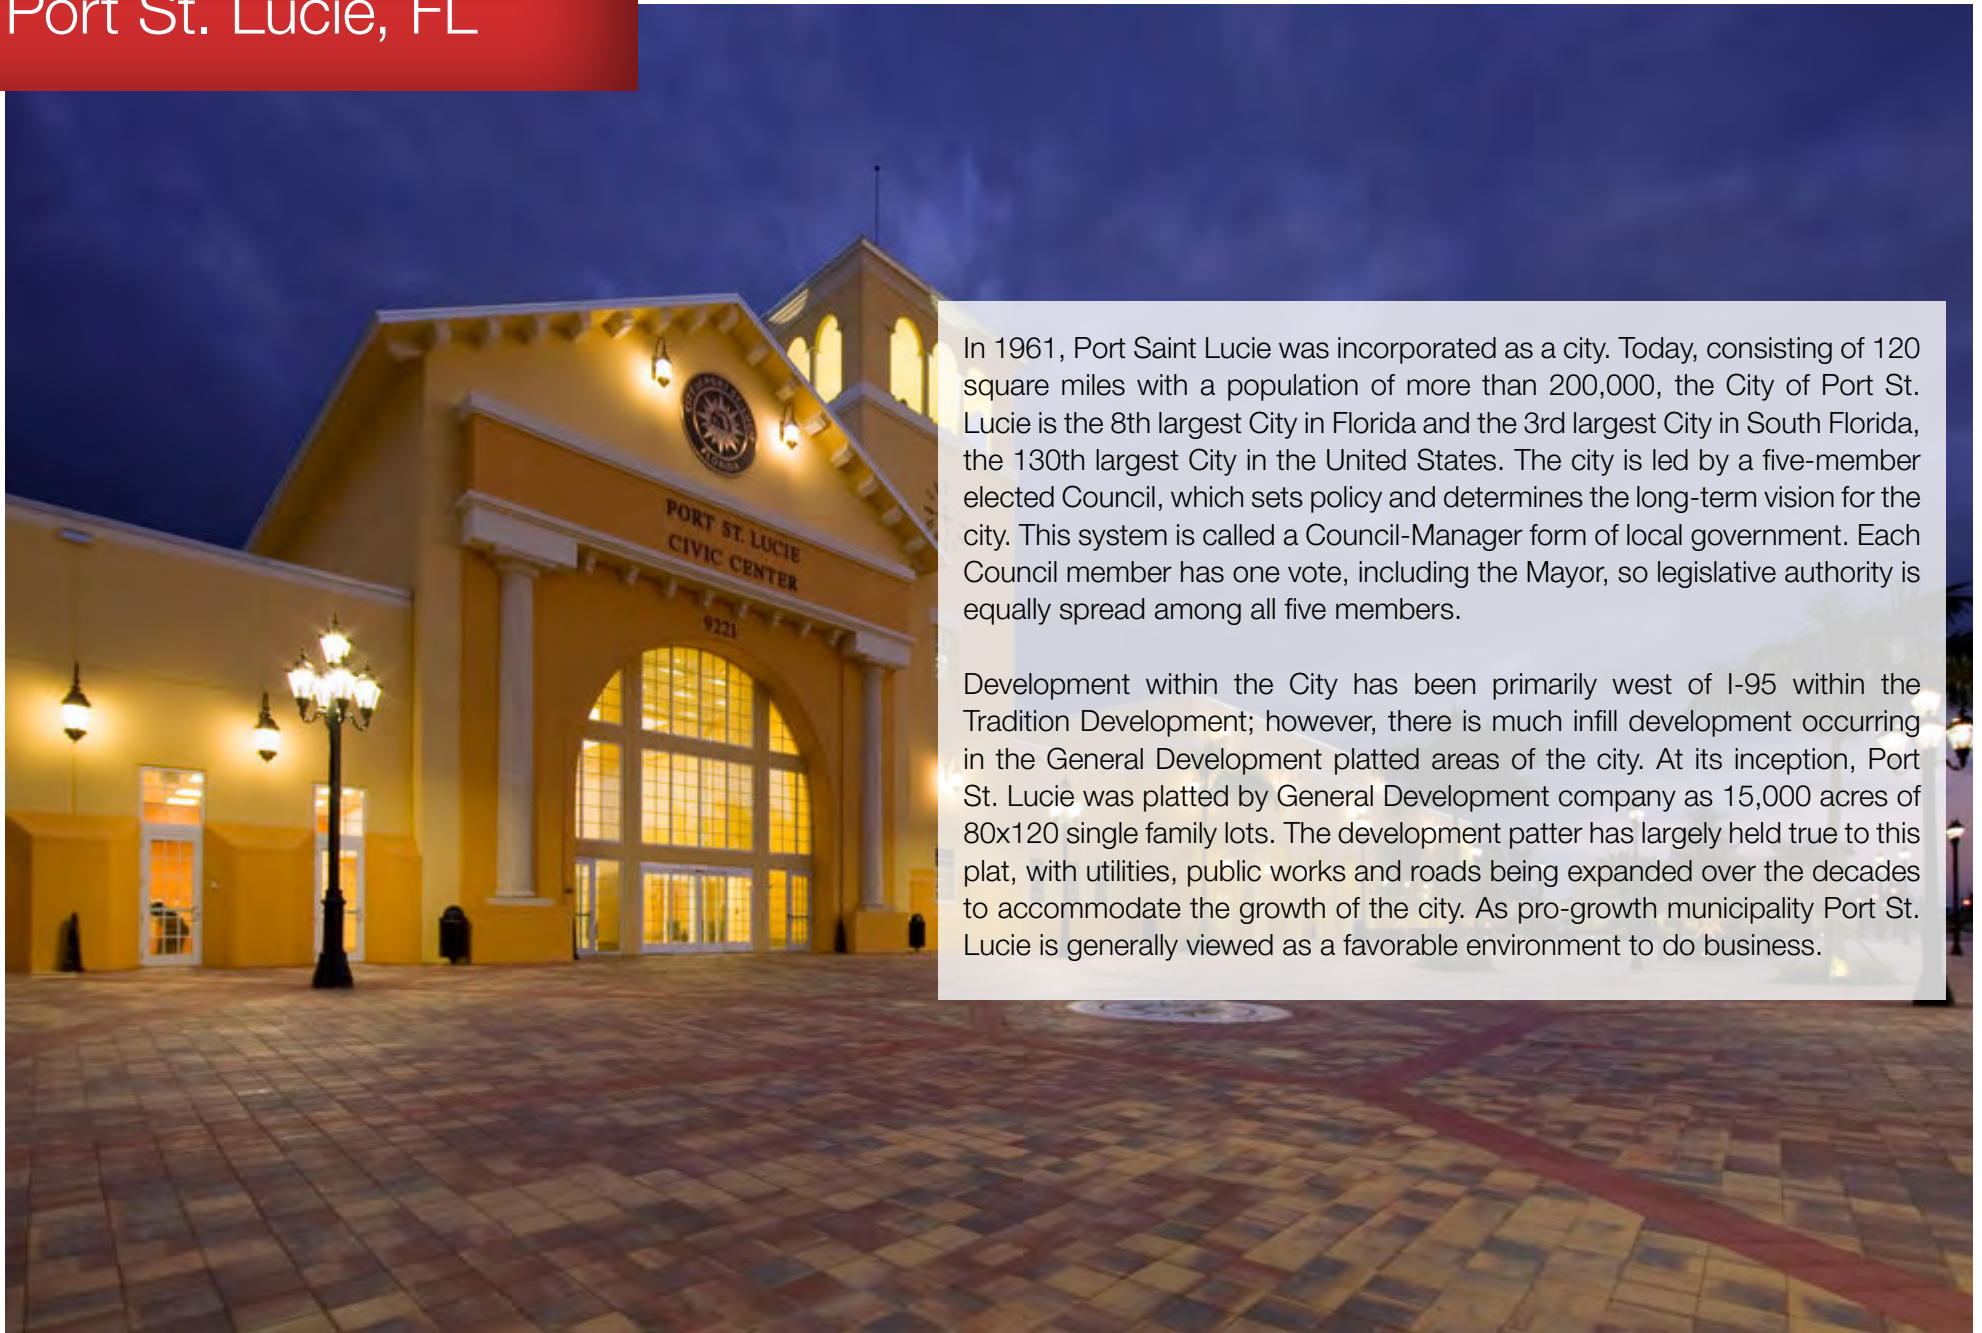 Port St. Lucie, FL
PORT ST. LUCIE
CIVIC CENTER
9221
FLORIDA
In 1961, Port Saint Lucie was incorporated as a city. Today, consisting of 120
square miles with a population of more than 200,000, the City of Port St.
Lucie is the 8th largest City in Florida and the 3rd largest City in South Florida,
the 130th largest City in the United States. The city is led by a five-member
elected Council, which sets policy and determines the long-term vision for the
city. This system is called a Council-Manager form of local government. Each
Council member has one vote, including the Mayor, so legislative authority is
equally spread among all five members.
Development within the City has been primarily west of I-95 within the
Tradition Development; however, there is much infill development occurring
in the General Development platted areas of the city. At its inception, Port
St. Lucie was platted by General Development company as 15,000 acres of
80x120 single family lots. The development patter has largely held true to this
plat, with utilities, public works and roads being expanded over the decades
to accommodate the growth of the city. As pro-growth municipality Port St.
Lucie is generally viewed as a favorable environment to do business.